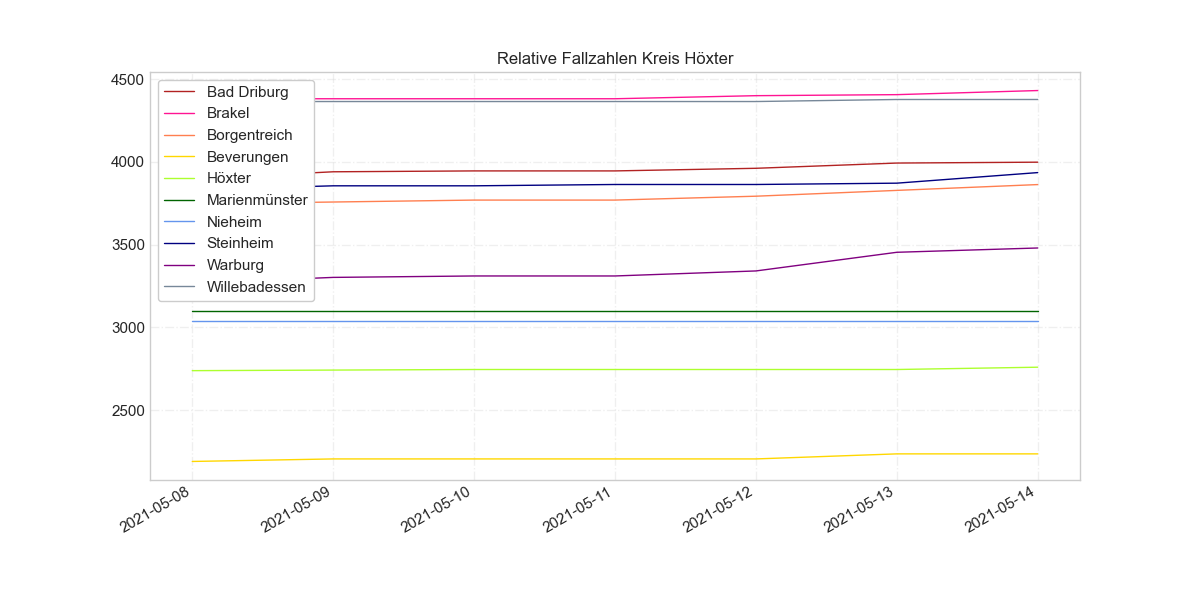 Relative Fallzahlen Kreis Höxter
4500
4000
3500
3000
2500
Bad Driburg
Brakel
Borgentreich
Beverungen
Höxter
Marienmünster
Nieheim
Steinheim
Warburg
Willebadessen
2021-05-08
2021-05-09
2021-05-10
2021-05-11
2021-05-12
2021-05-13
2021-05-14